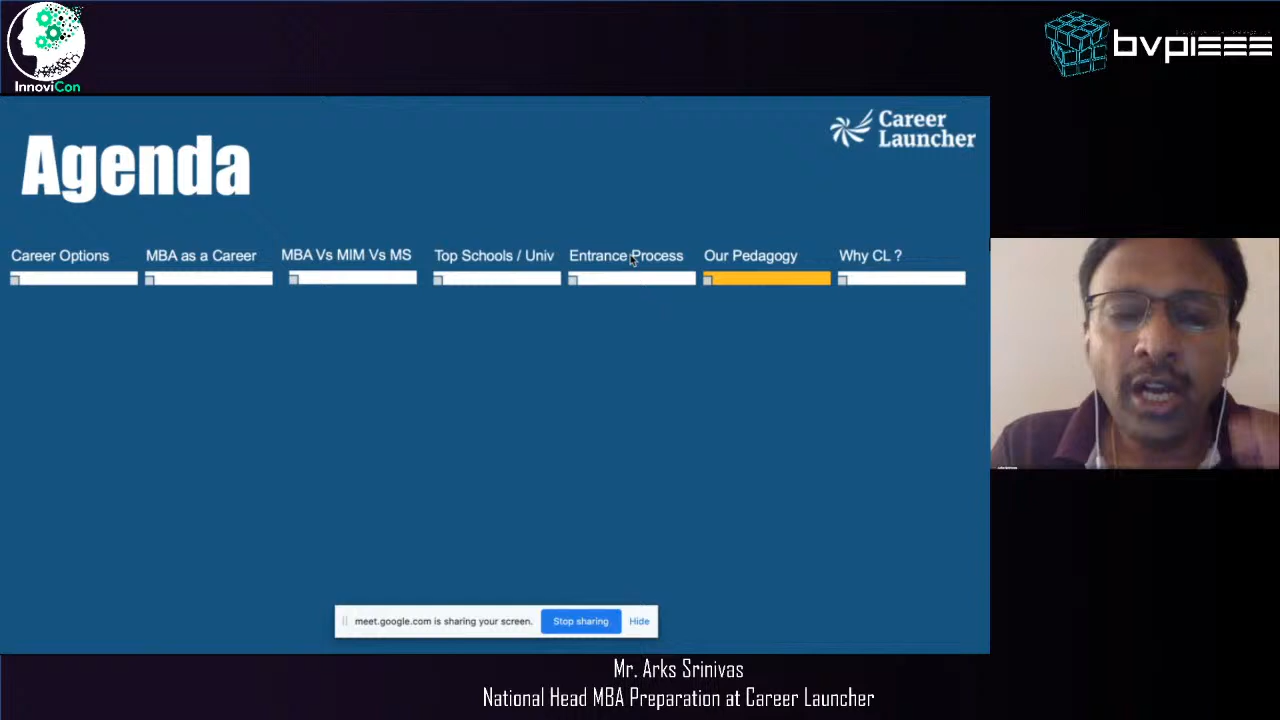 InnoviCon
bvpieee
Career
Launcher
Agenda
Career Options
MBA as a Career
MBA Vs MIM Vs MS
Top Schools / Univ
Entrance Process
Our Pedagogy
Why CL ?
meet.google.com is sharing your screen.
Stop sharing
Hide
Mr. Arks Srinivas
National Head MBA Preparation at Career Launcher